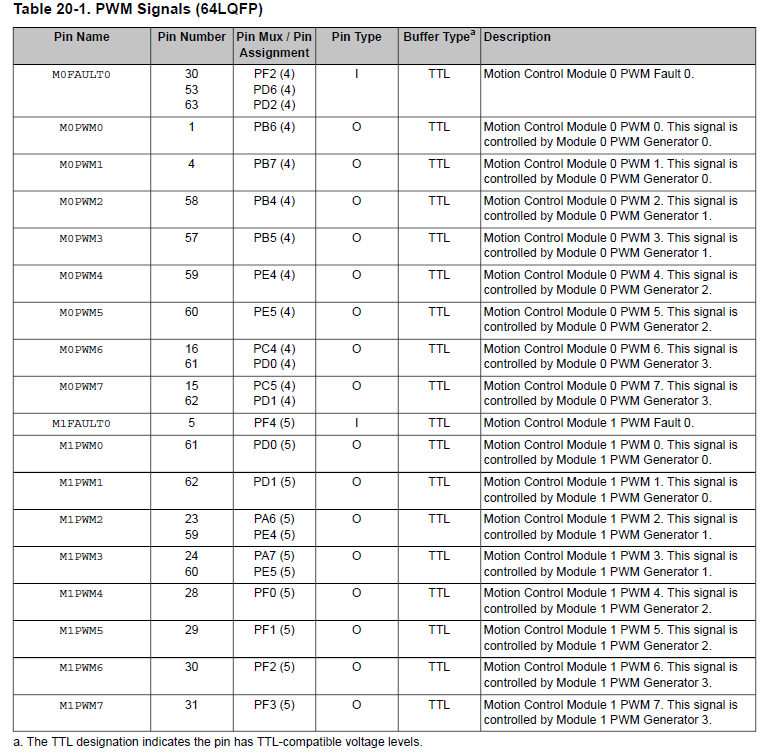 Table 20-1. PWM Signals (64LQFP)
Pin Name Pin Number Pin Mux / Pin Assignment Pin Type Buffer Typeᵃ Description
M0FAULT0 30 PF2 (4) I TTL Motion Control Module 0 PWM Fault 0.
53 PD6 (4)
63 PD2 (4)
M0PWM0 1 PB6 (4) O TTL Motion Control Module 0 PWM 0. This signal is
controlled by Module 0 PWM Generator 0.
M0PWM1 4 PB7 (4) O TTL Motion Control Module 0 PWM 1. This signal is
controlled by Module 0 PWM Generator 0.
M0PWM2 58 PB4 (4) O TTL Motion Control Module 0 PWM 2. This signal is
controlled by Module 0 PWM Generator 1.
M0PWM3 57 PB5 (4) O TTL Motion Control Module 0 PWM 3. This signal is
controlled by Module 0 PWM Generator 1.
M0PWM4 59 PE4 (4) O TTL Motion Control Module 0 PWM 4. This signal is
controlled by Module 0 PWM Generator 2.
M0PWM5 60 PE5 (4) O TTL Motion Control Module 0 PWM 5. This signal is
controlled by Module 0 PWM Generator 2.
M0PWM6 16 PC4 (4) O TTL Motion Control Module 0 PWM 6. This signal is
61 PD0 (4) controlled by Module 0 PWM Generator 3.
M0PWM7 15 PC5 (4) O TTL Motion Control Module 0 PWM 7. This signal is
62 PD1 (4) controlled by Module 0 PWM Generator 3.
M1FAULT0 5 PF4 (5) I TTL Motion Control Module 1 PWM Fault 0.
M1PWM0 61 PD0 (5) O TTL Motion Control Module 1 PWM 0. This signal is
controlled by Module 1 PWM Generator 0.
M1PWM1 62 PD1 (5) O TTL Motion Control Module 1 PWM 1. This signal is
controlled by Module 1 PWM Generator 0.
M1PWM2 23 PA6 (5) O TTL Motion Control Module 1 PWM 2. This signal is
59 PE4 (5) controlled by Module 1 PWM Generator 1.
M1PWM3 24 PA7 (5) O TTL Motion Control Module 1 PWM 3. This signal is
60 PE5 (5) controlled by Module 1 PWM Generator 1.
M1PWM4 28 PF0 (5) O TTL Motion Control Module 1 PWM 4. This signal is
controlled by Module 1 PWM Generator 2.
M1PWM5 29 PF1 (5) O TTL Motion Control Module 1 PWM 5. This signal is
controlled by Module 1 PWM Generator 2.
M1PWM6 30 PF2 (5) O TTL Motion Control Module 1 PWM 6. This signal is
controlled by Module 1 PWM Generator 3.
M1PWM7 31 PF3 (5) O TTL Motion Control Module 1 PWM 7. This signal is
controlled by Module 1 PWM Generator 3.
a. The TTL designation indicates the pin has TTL-compatible voltage levels.